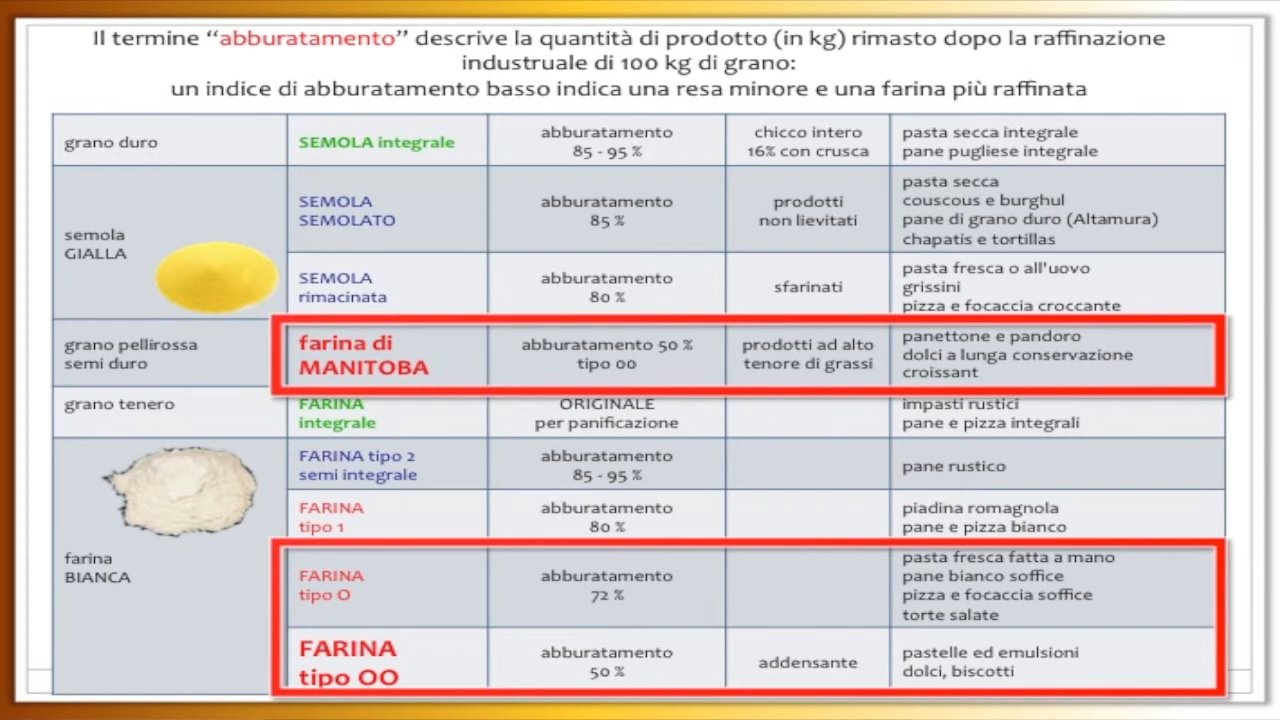 Il termine “abburatamento” descrive la quantità di prodotto (in kg) rimasto dopo la raffinazione
industruale di 100 kg di grano:
un indice di abburatamento basso indica una resa minore e una farina più raffinata
grano duro
SEMOLA integrale
abburatamento
85 - 95 %
chicco intero
16% con crusca
pasta secca integrale
pane pugliese integrale
semola
GIALLA
SEMOLA
SEMOLATO
abburatamento
85 %
prodotti
non lievitati
pasta secca
couscous e burghul
pane di grano duro (Altamura)
chapatis e tortillas
SEMOLA
rimacinata
abburatamento
80 %
sfarinati
pasta fresca o all'uovo
grissini
pizza e focaccia croccante
grano pellirossa
semi duro
farina di
MANITOBA
abburatamento 50 %
tipo 00
prodotti ad alto
tenore di grassi
panettone e pandoro
dolci a lunga conservazione
croissant
grano tenero
FARINA
integrale
ORIGINALE
per panificazione
impasti rustici
pane e pizza integrali
farina
BIANCA
FARINA tipo 2
semi integrale
abburatamento
85 - 95 %
pane rustico
FARINA
tipo 1
abburatamento
80 %
piadina romagnola
pane e pizza bianco
FARINA
tipo O
abburatamento
72 %
pasta fresca fatta a mano
pane bianco soffice
pizza e focaccia soffice
torte salate
FARINA
tipo OO
abburatamento
50 %
addensante
pastelle ed emulsioni
dolci, biscotti